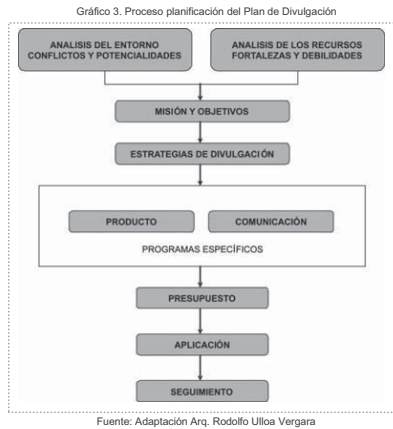 Gráfico 3. Proceso planificación del Plan de Divulgación
ANALISIS DEL ENTORNO
CONFLICTOS Y POTENCIALIDADES
ANALISIS DE LOS RECURSOS
FORTALEZAS Y DEBILIDADES
MISIÓN Y OBJETIVOS
ESTRATEGIAS DE DIVULGACIÓN
PRODUCTO
COMUNICACIÓN
PROGRAMAS ESPECÍFICOS
PRESUPUESTO
APLICACIÓN
SEGUIMIENTO
Fuente: Adaptación Arq. Rodolfo Ulloa Vergara